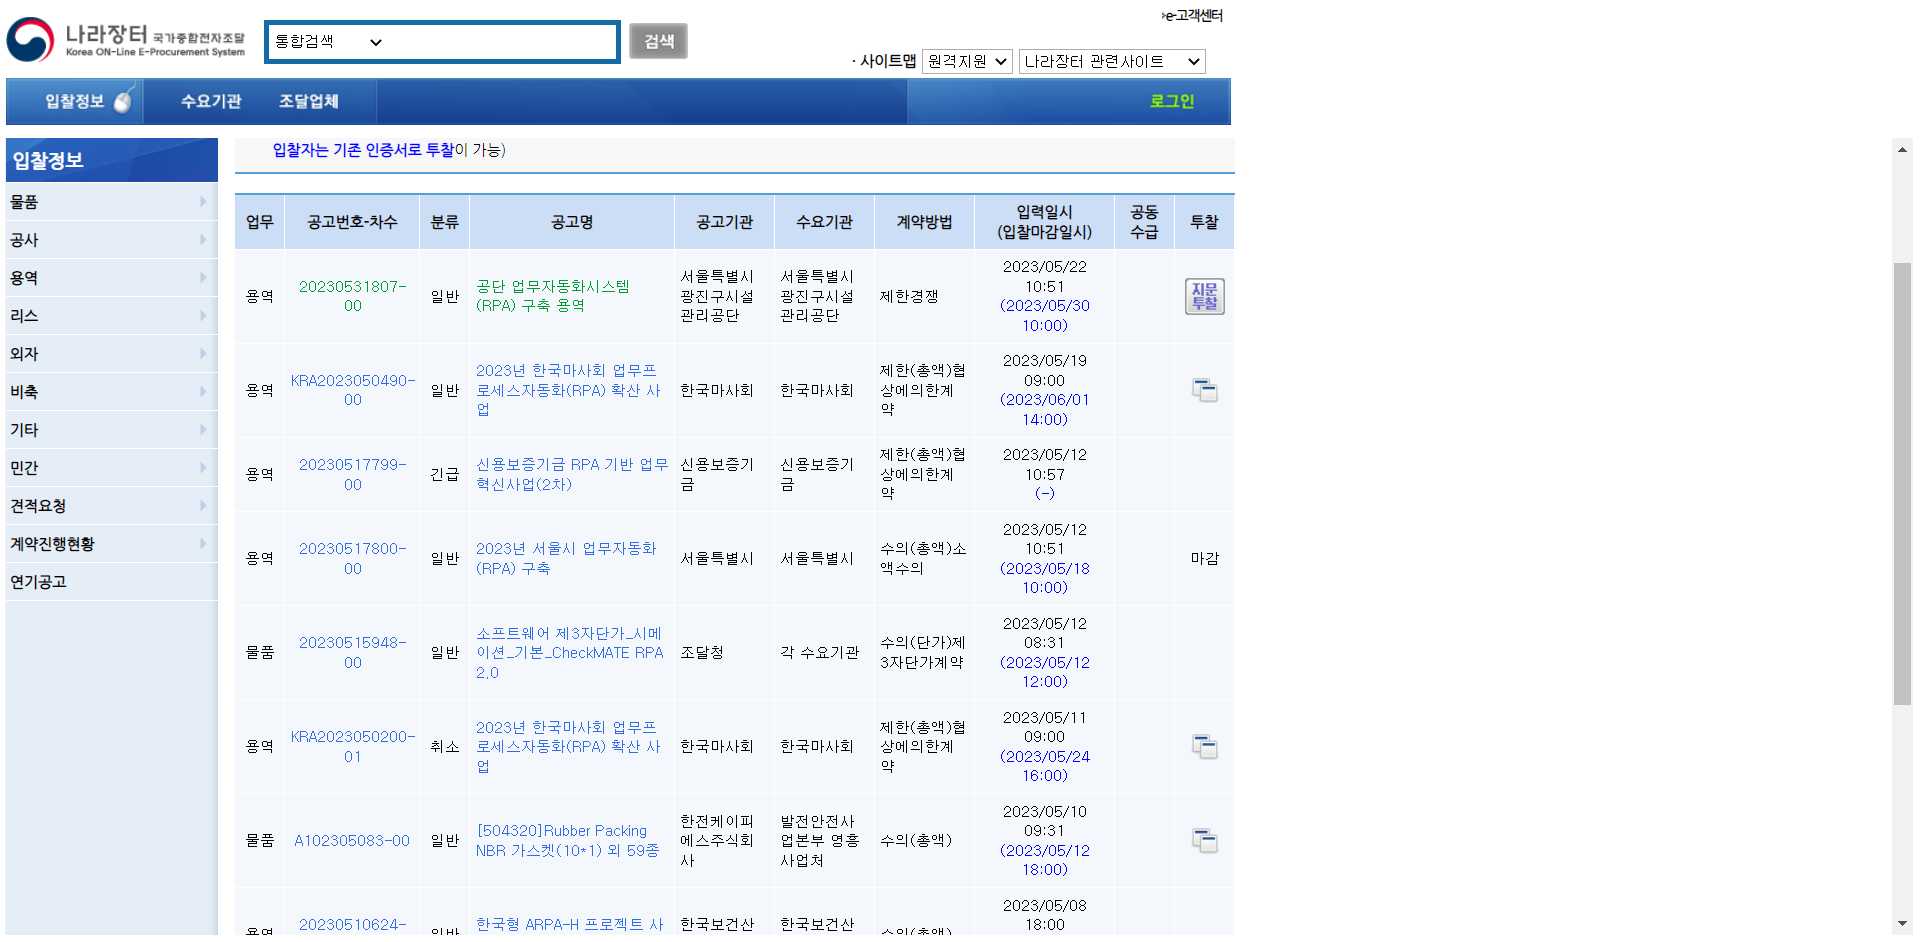 e-고객센터
나라장터 국가종합전자조달
Korea ON-Line E-Procurement System
통합검색
검색
· 사이트맵 원격지원 나라장터 관련사이트
입찰정보 수요기관 조달업체 로그인
입찰정보
물품
공사
용역
리스
외자
비축
기타
민간
견적요청
계약진행현황
연기공고
입찰자는 기존 인증서로 투찰이 가능)
업무 공고번호-차수 분류 공고명 공고기관 수요기관 계약방법 입력일시 (입찰마감일시) 공동 수급 투찰
용역
20230531807-
00
일반
공단 업무자동화시스템
(RPA) 구축 용역
서울특별시
광진구시설
관리공단
서울특별시
광진구시설
관리공단
제한경쟁
2023/05/22
10:51
(2023/05/30
10:00)
지문
투찰
용역
KRA2023050490-
00
일반
2023년 한국마사회 업무프
로세스자동화(RPA) 확산 사
업
한국마사회
한국마사회
제한(총액)협
상에의한계
약
2023/05/19
09:00
(2023/06/01
14:00)
용역
20230517799-
00
긴급
신용보증기금 RPA 기반 업무
혁신사업(2차)
신용보증기
금
신용보증기
금
제한(총액)협
상에의한계
약
2023/05/12
10:57
(-)
용역
20230517800-
00
일반
2023년 서울시 업무자동화
(RPA) 구축
서울특별시
서울특별시
수의(총액)소
액수의
2023/05/12
10:51
(2023/05/18
10:00)
마감
물품
20230515948-
00
일반
소프트웨어 제3자단가_시메
이션_기본_CheckMATE RPA
2.0
조달청
각 수요기관
수의(단가)제
3자단가계약
2023/05/12
08:31
(2023/05/12
12:00)
용역
KRA2023050200-
01
취소
2023년 한국마사회 업무프
로세스자동화(RPA) 확산 사
업
한국마사회
한국마사회
제한(총액)협
상에의한계
약
2023/05/11
09:00
(2023/05/24
16:00)
물품
A102305083-00
일반
[504320]Rubber Packing
NBR 가스켓(10*1) 외 59종
한전케이피
에스주식회
사
발전안전사
업본부 영흥
사업처
수의(총액)
2023/05/10
09:31
(2023/05/12
18:00)
용역
20230510624-
일반
한국형 ARPA-H 프로젝트 사
한국보건산
한국보건산
수의(총액)
2023/05/08
18:00